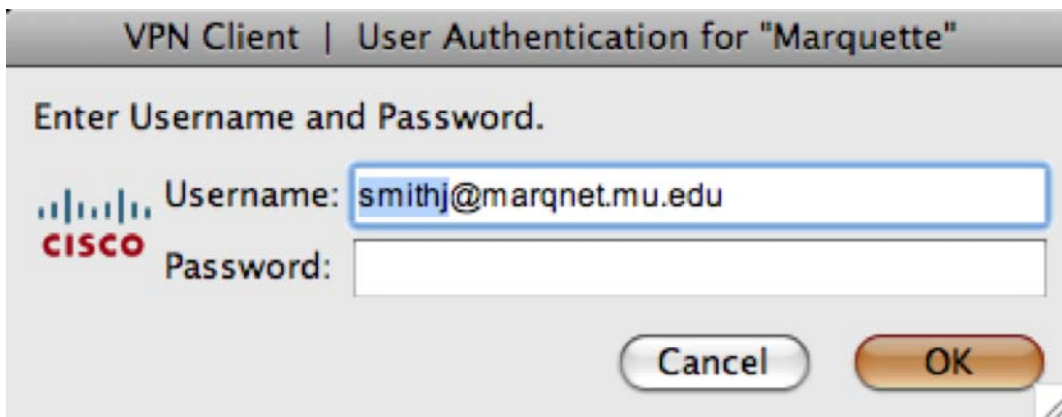 VPN Client | User Authentication for "Marquette"
Enter Username and Password.
Username: smithj@marqnet.mu.edu
CISCO
Password:
Cancel OK